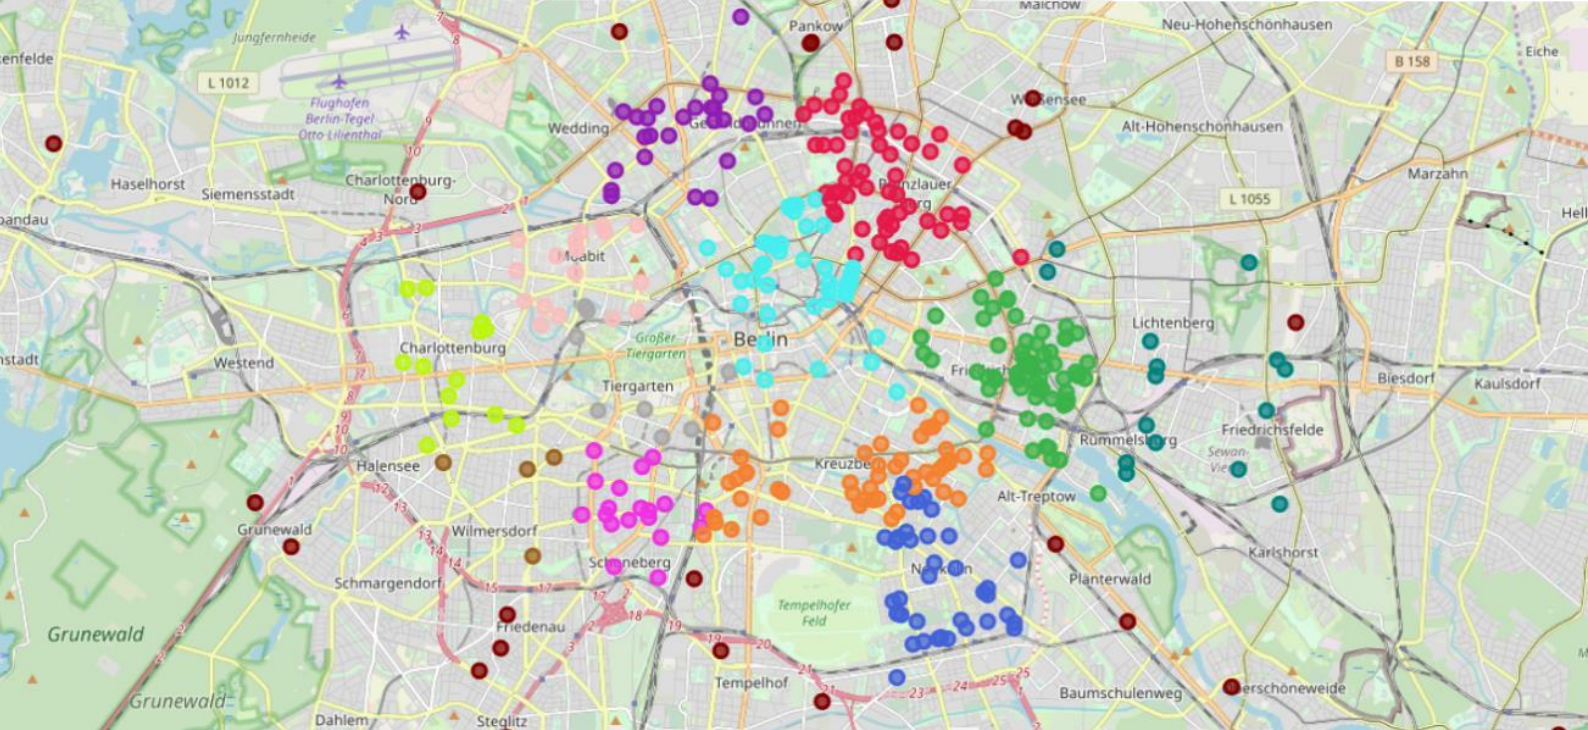 Pankow
Malchow
Neu-Hohenschönhausen
Jungfernheide
L 1012
B 158
Eiche
Flughafen
Berlin-Tegel
Otto Lilienthal
Wedding
Alt-Hohenschönhausen
Haselhorst
Siemensstadt
Charlottenburg-
Nord
Marzahn
L 1055
Moabit
Charlottenburg
Westend
Großer
Tiergarten
Berlin
Tiergarten
Lichtenberg
Biesdorf
Kaulsdorf
Halensee
Kreuzberg
Rummelsburg
Friedrichsfelde
Sewan-
Alt-Treptow
Grunewald
Wilmersdorf
Schöneberg
Karlshorst
Schmargendorf
Tempelhofer
Feld
Plänterwald
Grunewald
Friedenau
Tempelhof
Baumschulenweg
Grunewald
Dahlem
Steglitz